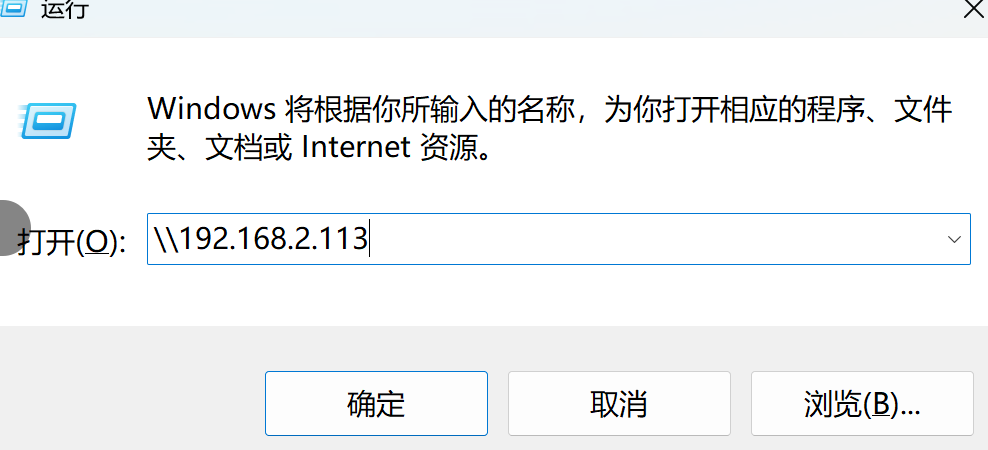 运行
Windows 将根据你所输入的名称，为你打开相应的程序、文件
夹、文档或 Internet 资源。
打开(O): \\192.168.2.113
确定 取消 浏览(B)...